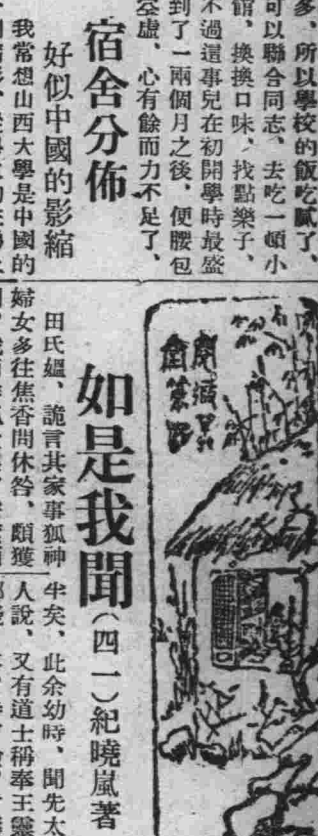 多、所以學校的飯吃膩了、
可以聯合同志、去吃一頓小
館、換換口味、找點樂子、
不過這事兒在初開學時最盛
到了一兩個月之後、便腰包
空虛、心有餘而力不足了、
宿舍分佈
好似中國的影縮
我常想山西大學是中國的
如是我聞
(四一)紀曉嵐著
田氏媼、詭言其家事狐神
婦女多往焦香問休咎、頗獲
牛矣、此余幼時、聞先太
人說、又有道士稱奉王靈